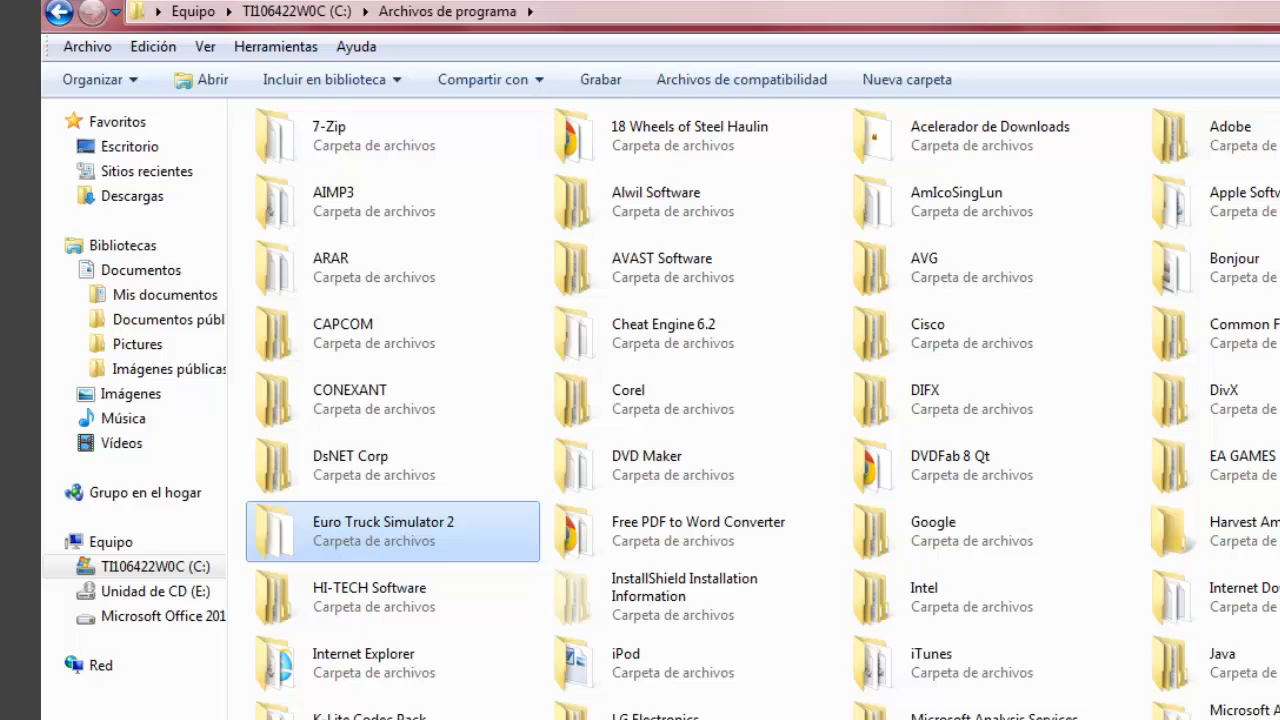 Equipo TI106422W0C (C:) Archivos de programa
Archivo Edición Ver Herramientas Ayuda
Organizar Abrir Incluir en biblioteca Compartir con Grabar Archivos de compatibilidad Nueva carpeta
Favoritos
Escritorio
Sitios recientes
Descargas
Bibliotecas
Documentos
Mis documentos
Documentos públ
Pictures
Imágenes públicas
Imágenes
Música
Vídeos
Grupo en el hogar
Equipo
TI106422W0C (C:)
Unidad de CD (E:)
Microsoft Office 201
Red
7-Zip
Carpeta de archivos
18 Wheels of Steel Haulin
Carpeta de archivos
Acelerador de Downloads
Carpeta de archivos
Adobe
Carpeta de
AIMP3
Carpeta de archivos
Alwil Software
Carpeta de archivos
AmIcoSingLun
Carpeta de archivos
Apple Softw
Carpeta de
ARAR
Carpeta de archivos
AVAST Software
Carpeta de archivos
AVG
Carpeta de archivos
Bonjour
Carpeta de
CAPCOM
Carpeta de archivos
Cheat Engine 6.2
Carpeta de archivos
Cisco
Carpeta de archivos
Common F
Carpeta de
CONEXANT
Carpeta de archivos
Corel
Carpeta de archivos
DIFX
Carpeta de archivos
DivX
Carpeta de
DsNET Corp
Carpeta de archivos
DVD Maker
Carpeta de archivos
DVDFab 8 Qt
Carpeta de archivos
EA GAMES
Carpeta de
Euro Truck Simulator 2
Carpeta de archivos
Free PDF to Word Converter
Carpeta de archivos
Google
Carpeta de archivos
Harvest Am
Carpeta de
HI-TECH Software
Carpeta de archivos
InstallShield Installation
Information
Carpeta de archivos
Intel
Carpeta de archivos
Internet Do
Carpeta de
Internet Explorer
Carpeta de archivos
iPod
Carpeta de archivos
iTunes
Carpeta de archivos
Java
Carpeta de
K-Lite Codec Pack
LG Electronics
Microsoft Analysis Services
Microsoft A